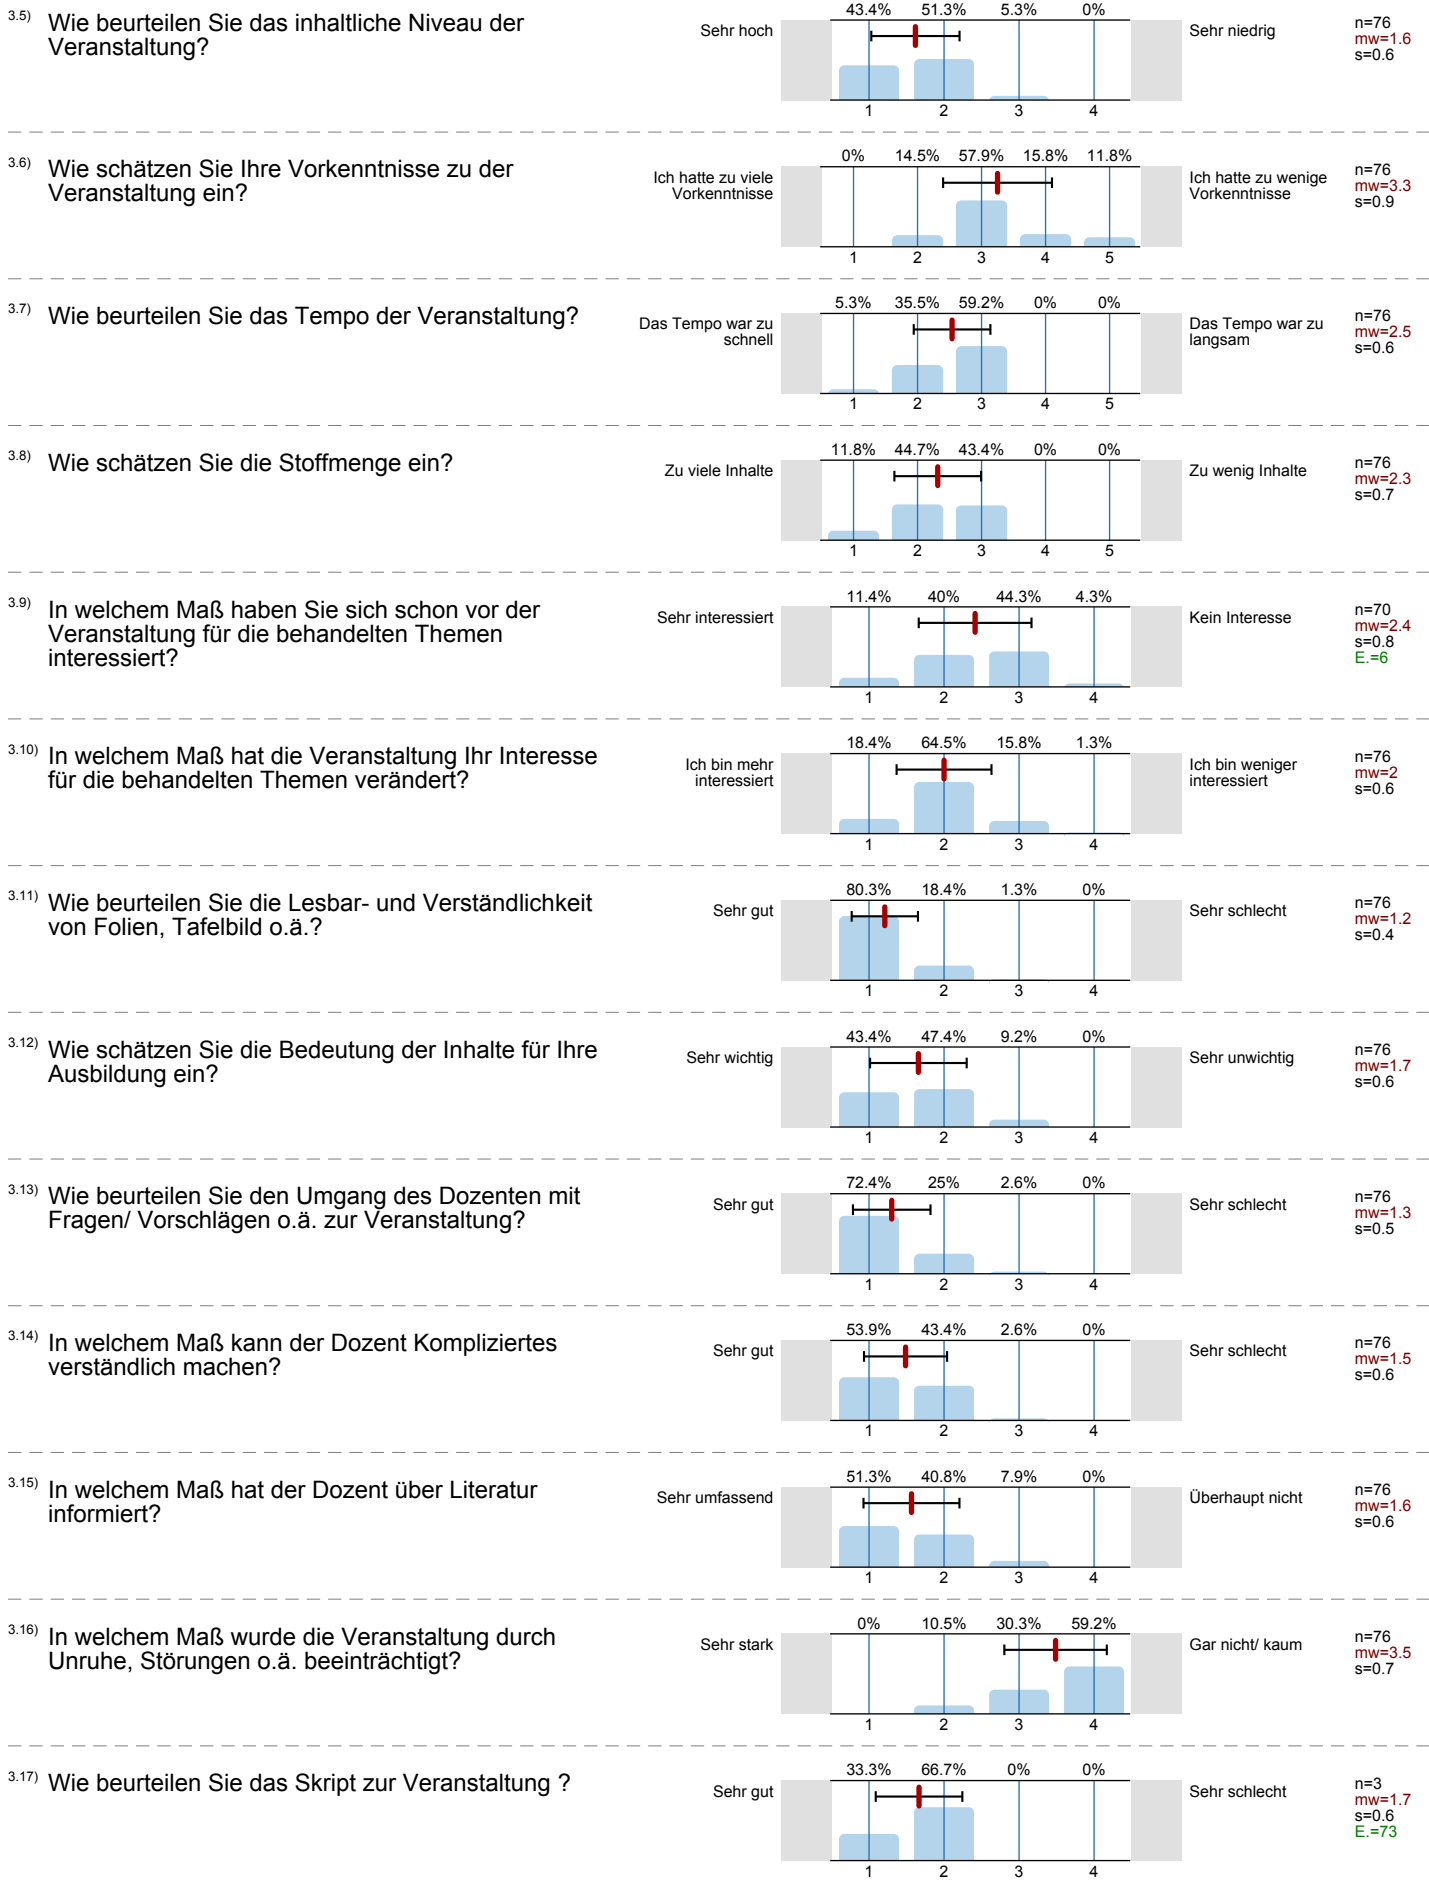 3.5) Wie beurteilen Sie das inhaltliche Niveau der
Veranstaltung?
Sehr hoch
43.4% 51.3% 5.3% 0%
1 2 3 4
Sehr niedrig
n=76
mw=1.6
s=0.6
3.6) Wie schätzen Sie Ihre Vorkenntnisse zu der
Veranstaltung ein?
Ich hatte zu viele
Vorkenntnisse
0% 14.5% 57.9% 15.8% 11.8%
1 2 3 4 5
Ich hatte zu wenige
Vorkenntnisse
n=76
mw=3.3
s=0.9
3.7) Wie beurteilen Sie das Tempo der Veranstaltung?
Das Tempo war zu
schnell
5.3% 35.5% 59.2% 0% 0%
1 2 3 4 5
Das Tempo war zu
langsam
n=76
mw=2.5
s=0.6
3.8) Wie schätzen Sie die Stoffmenge ein?
Zu viele Inhalte
11.8% 44.7% 43.4% 0% 0%
1 2 3 4 5
Zu wenig Inhalte
n=76
mw=2.3
s=0.7
3.9) In welchem Maß haben Sie sich schon vor der
Veranstaltung für die behandelten Themen
interessiert?
Sehr interessiert
11.4% 40% 44.3% 4.3%
1 2 3 4
Kein Interesse
n=70
mw=2.4
s=0.8
E.=6
3.10) In welchem Maß hat die Veranstaltung Ihr Interesse
für die behandelten Themen verändert?
Ich bin mehr
interessiert
18.4% 64.5% 15.8% 1.3%
1 2 3 4
Ich bin weniger
interessiert
n=76
mw=2
s=0.6
3.11) Wie beurteilen Sie die Lesbar- und Verständlichkeit
von Folien, Tafelbild o.ä.?
Sehr gut
80.3% 18.4% 1.3% 0%
1 2 3 4
Sehr schlecht
n=76
mw=1.2
s=0.4
3.12) Wie schätzen Sie die Bedeutung der Inhalte für Ihre
Ausbildung ein?
Sehr wichtig
43.4% 47.4% 9.2% 0%
1 2 3 4
Sehr unwichtig
n=76
mw=1.7
s=0.6
3.13) Wie beurteilen Sie den Umgang des Dozenten mit
Fragen/ Vorschlägen o.ä. zur Veranstaltung?
Sehr gut
72.4% 25% 2.6% 0%
1 2 3 4
Sehr schlecht
n=76
mw=1.3
s=0.5
3.14) In welchem Maß kann der Dozent Kompliziertes
verständlich machen?
Sehr gut
53.9% 43.4% 2.6% 0%
1 2 3 4
Sehr schlecht
n=76
mw=1.5
s=0.6
3.15) In welchem Maß hat der Dozent über Literatur
informiert?
Sehr umfassend
51.3% 40.8% 7.9% 0%
1 2 3 4
Überhaupt nicht
n=76
mw=1.6
s=0.6
3.16) In welchem Maß wurde die Veranstaltung durch
Unruhe, Störungen o.ä. beeinträchtigt?
Sehr stark
0% 10.5% 30.3% 59.2%
1 2 3 4
Gar nicht/ kaum
n=76
mw=3.5
s=0.7
3.17) Wie beurteilen Sie das Skript zur Veranstaltung ?
Sehr gut
33.3% 66.7% 0% 0%
1 2 3 4
Sehr schlecht
n=3
mw=1.7
s=0.6
E.=73